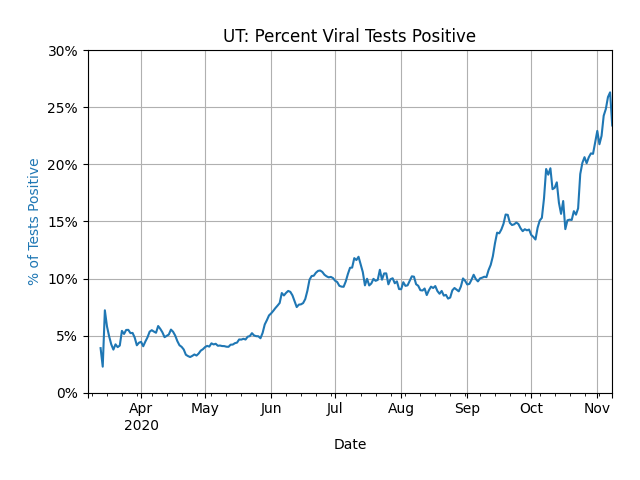 UT: Percent Viral Tests Positive
30%
25%
20%
15%
10%
5%
0%
% of Tests Positive
Apr May Jun Jul Aug Sep Oct Nov
2020
Date